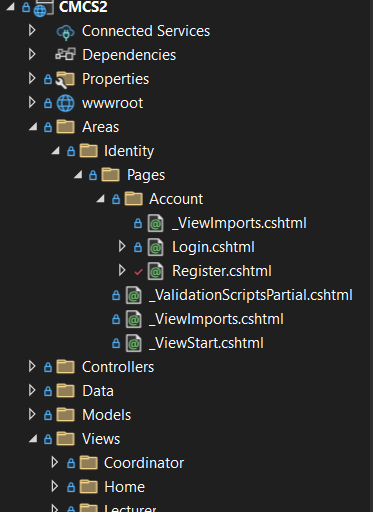 CMCS2
Connected Services
Dependencies
Properties
wwwroot
Areas
Identity
Pages
Account
_ViewImports.cshtml
Login.cshtml
Register.cshtml
_ValidationScriptsPartial.cshtml
_ViewImports.cshtml
_ViewStart.cshtml
Controllers
Data
Models
Views
Coordinator
Home
Lecturer